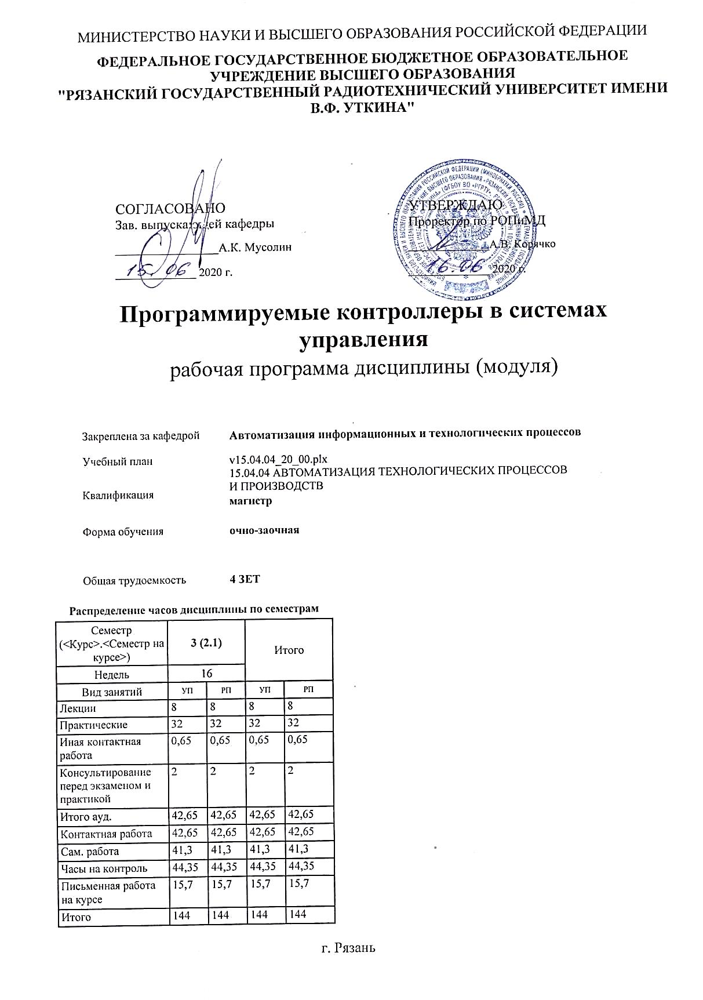 МИНИСТЕРСТВО НАУКИ И ВЫСШЕГО ОБРАЗОВАНИЯ РОССИЙСКОЙ ФЕДЕРАЦИИ
ФЕДЕРАЛЬНОЕ ГОСУДАРСТВЕННОЕ БЮДЖЕТНОЕ ОБРАЗОВАТЕЛЬНОЕ
УЧРЕЖДЕНИЕ ВЫСШЕГО ОБРАЗОВАНИЯ
"РЯЗАНСКИЙ ГОСУДАРСТВЕННЫЙ РАДИОТЕХНИЧЕСКИЙ УНИВЕРСИТЕТ ИМЕНИ
В.Ф. УТКИНА"
СОГЛАСОВАНО
Зав. выпускающей кафедры
А.К. Мусолин
15.06 2020 г.
УТВЕРЖДАЮ
Проректор по РОПиМД
А.В. Корячко
16.06 2020 г.
Программируемые контроллеры в системах
управления
рабочая программа дисциплины (модуля)
Закреплена за кафедрой Автоматизация информационных и технологических процессов
Учебный план v15.04.04_20_00.plx
15.04.04 АВТОМАТИЗАЦИЯ ТЕХНОЛОГИЧЕСКИХ ПРОЦЕССОВ
И ПРОИЗВОДСТВ
Квалификация магистр
Форма обучения очно-заочная
Общая трудоемкость 4 ЗЕТ
Распределение часов дисциплины по семестрам
Семестр
(<Курс>.<Семестр на
курсе>)
3 (2.1)
Итого
Недель 16
Вид занятий УП РП УП РП
Лекции 8 8 8 8
Практические 32 32 32 32
Иная контактная
работа
0,65 0,65 0,65 0,65
Консультирование
перед экзаменом и
практикой
2 2 2 2
Итого ауд. 42,65 42,65 42,65 42,65
Контактная работа 42,65 42,65 42,65 42,65
Сам. работа 41,3 41,3 41,3 41,3
Часы на контроль 44,35 44,35 44,35 44,35
Письменная работа
на курсе
15,7 15,7 15,7 15,7
Итого 144 144 144 144
г. Рязань